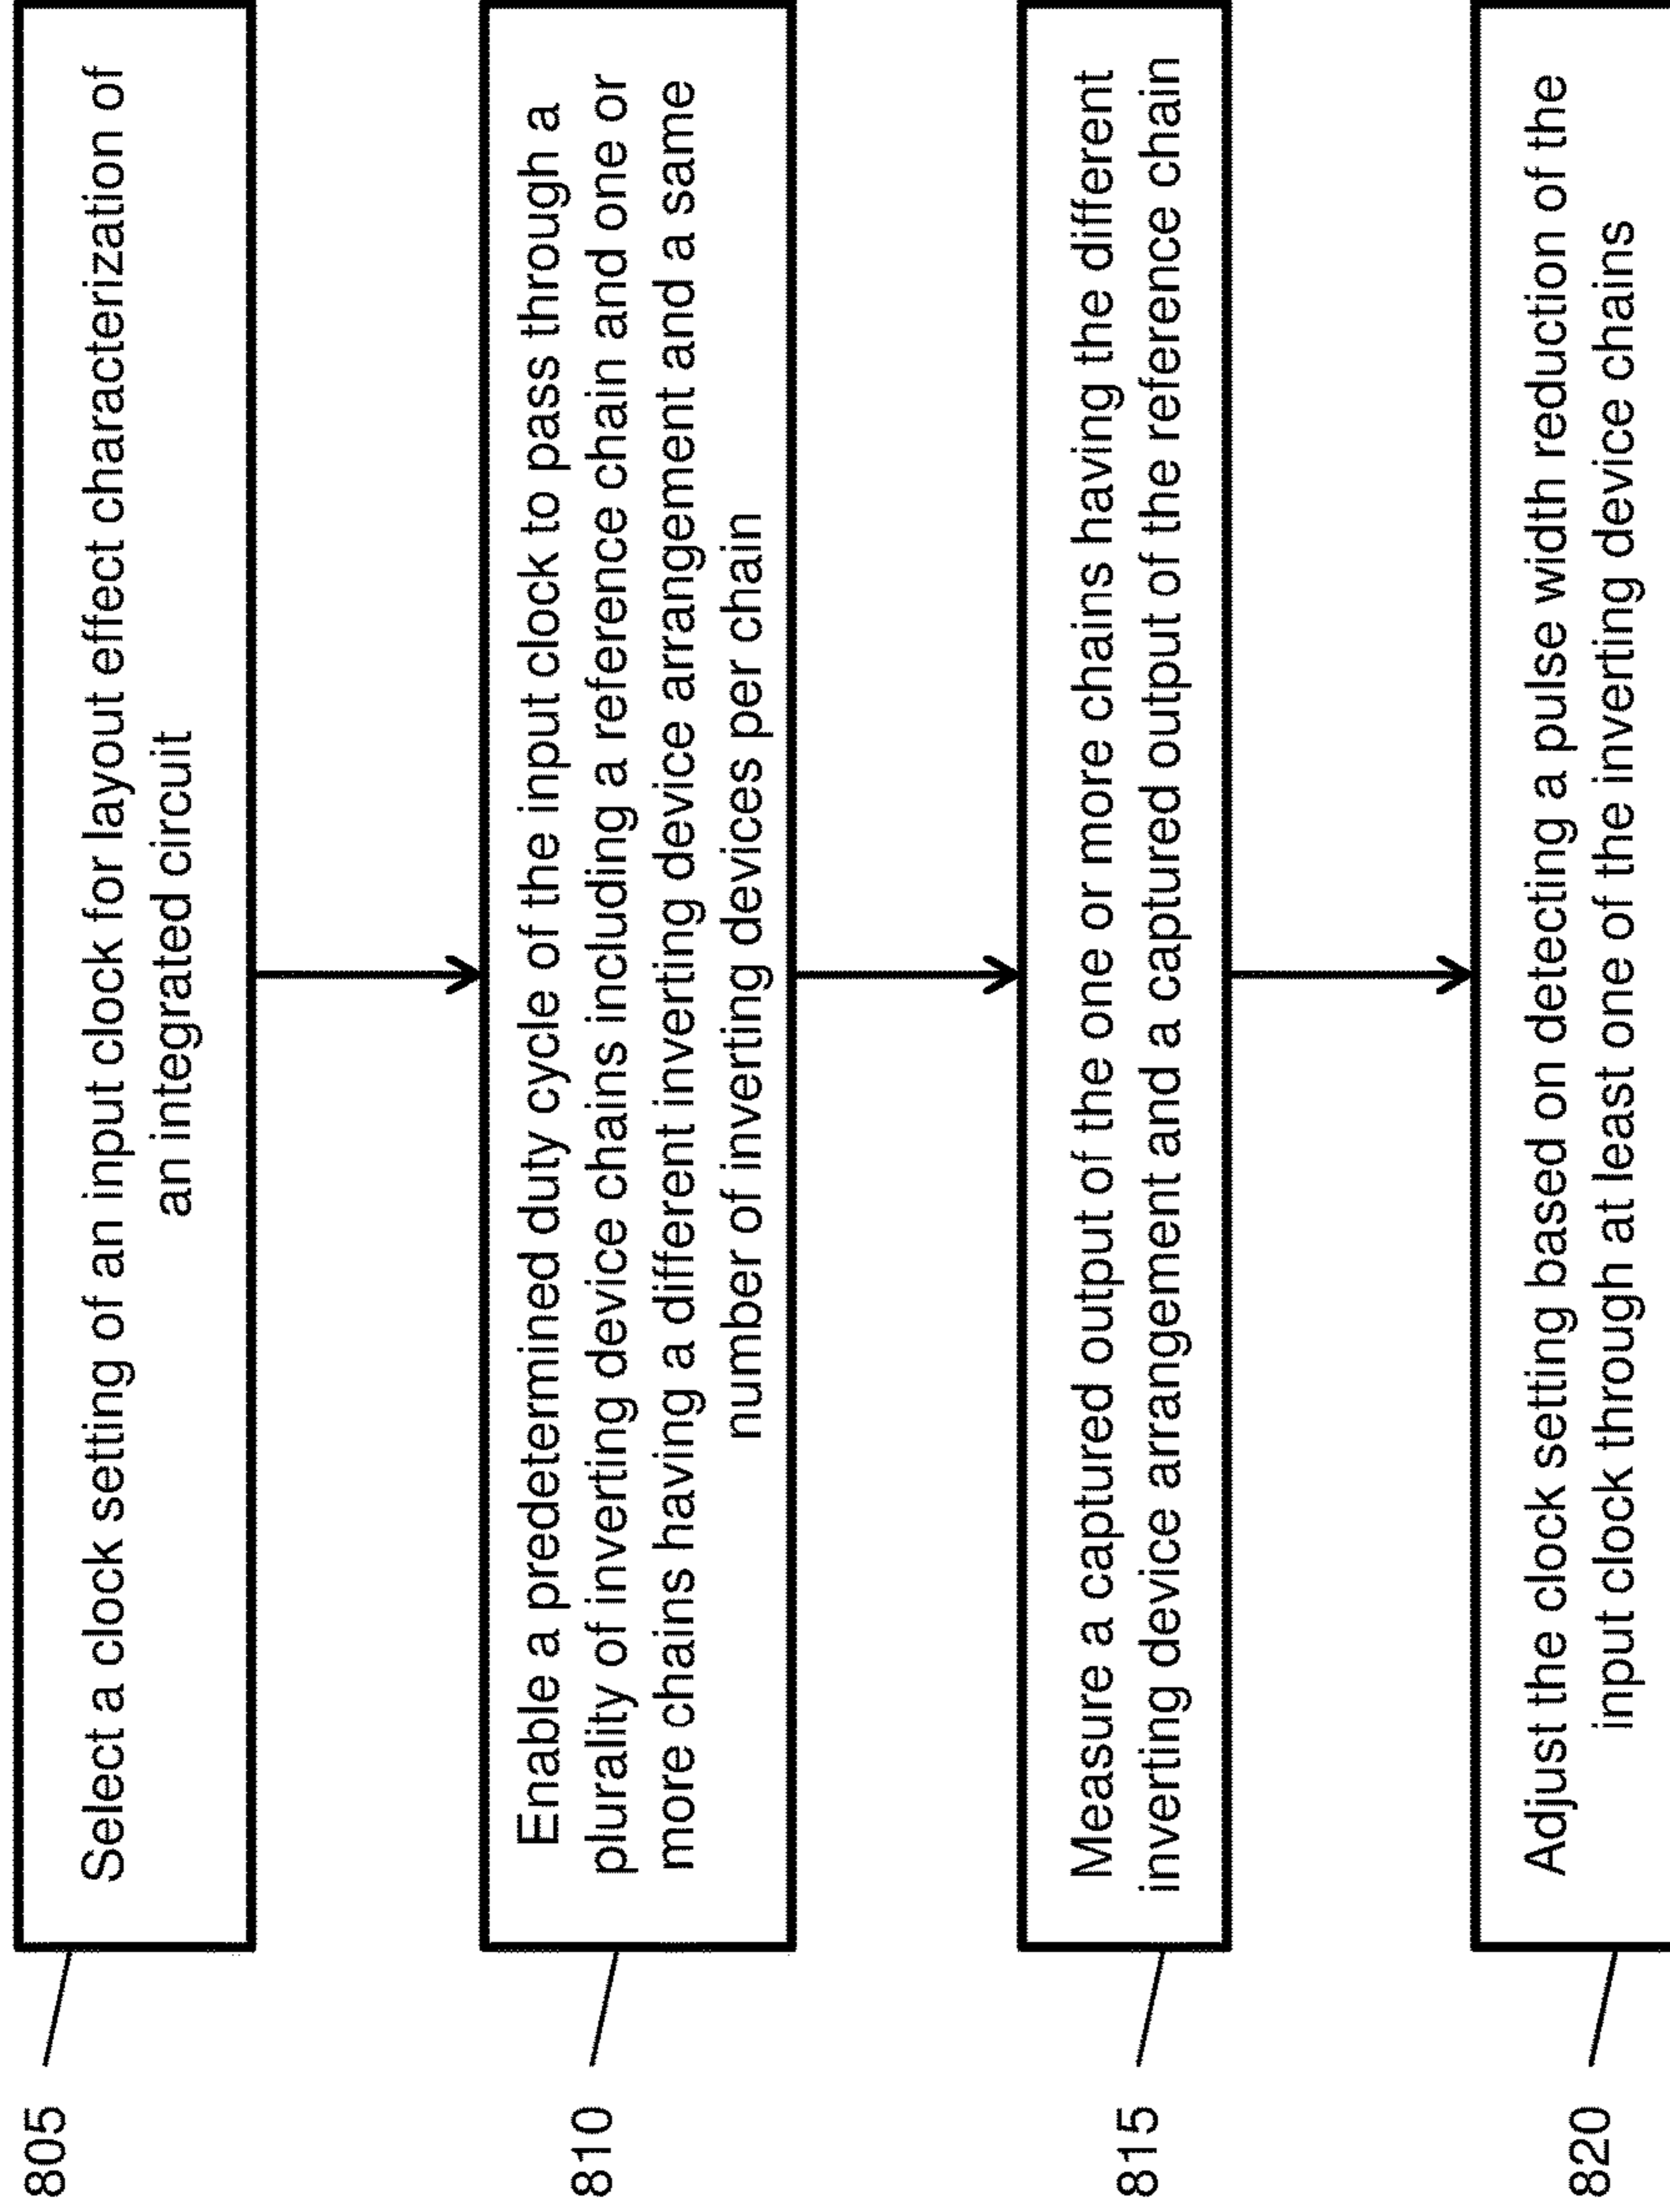 805
Select a clock setting of an input clock for layout effect characterization of
an integrated circuit
810
Enable a predetermined duty cycle of the input clock to pass through a
plurality of inverting device chains including a reference chain and one or
more chains having a different inverting device arrangement and a same
number of inverting devices per chain
815
Measure a captured output of the one or more chains having the different
inverting device arrangement and a captured output of the reference chain
820
Adjust the clock setting based on detecting a pulse width reduction of the
input clock through at least one of the inverting device chains